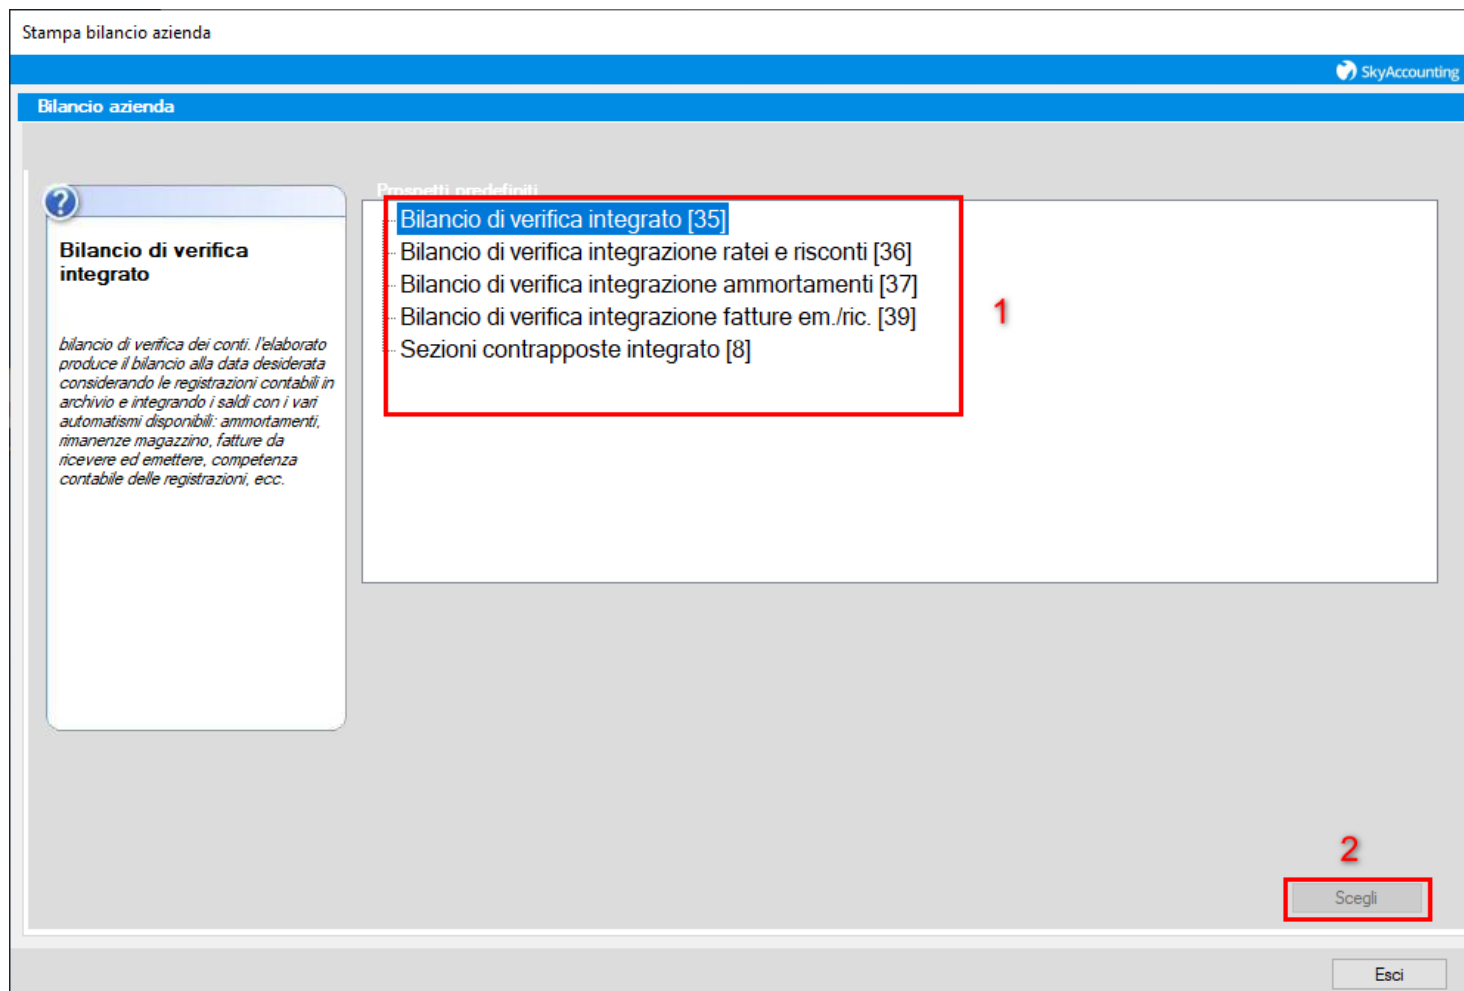 Stampa bilancio azienda
SkyAccounting
Bilancio azienda
Prospetti predefiniti
Bilancio di verifica integrato
bilancio di verifica dei conti. l'elaborato
produce il bilancio alla data desiderata
considerando le registrazioni contabili in
archivio e integrando i saldi con i vari
automatismi disponibili: ammortamenti,
rimanenze magazzino, fatture da
ricevere ed emettere, competenza
contabile delle registrazioni, ecc.
Bilancio di verifica integrato [35]
Bilancio di verifica integrazione ratei e risconti [36]
Bilancio di verifica integrazione ammortamenti [37]
Bilancio di verifica integrazione fatture em./ric. [39]
Sezioni contrapposte integrato [8]
1
2
Scegli
Esci